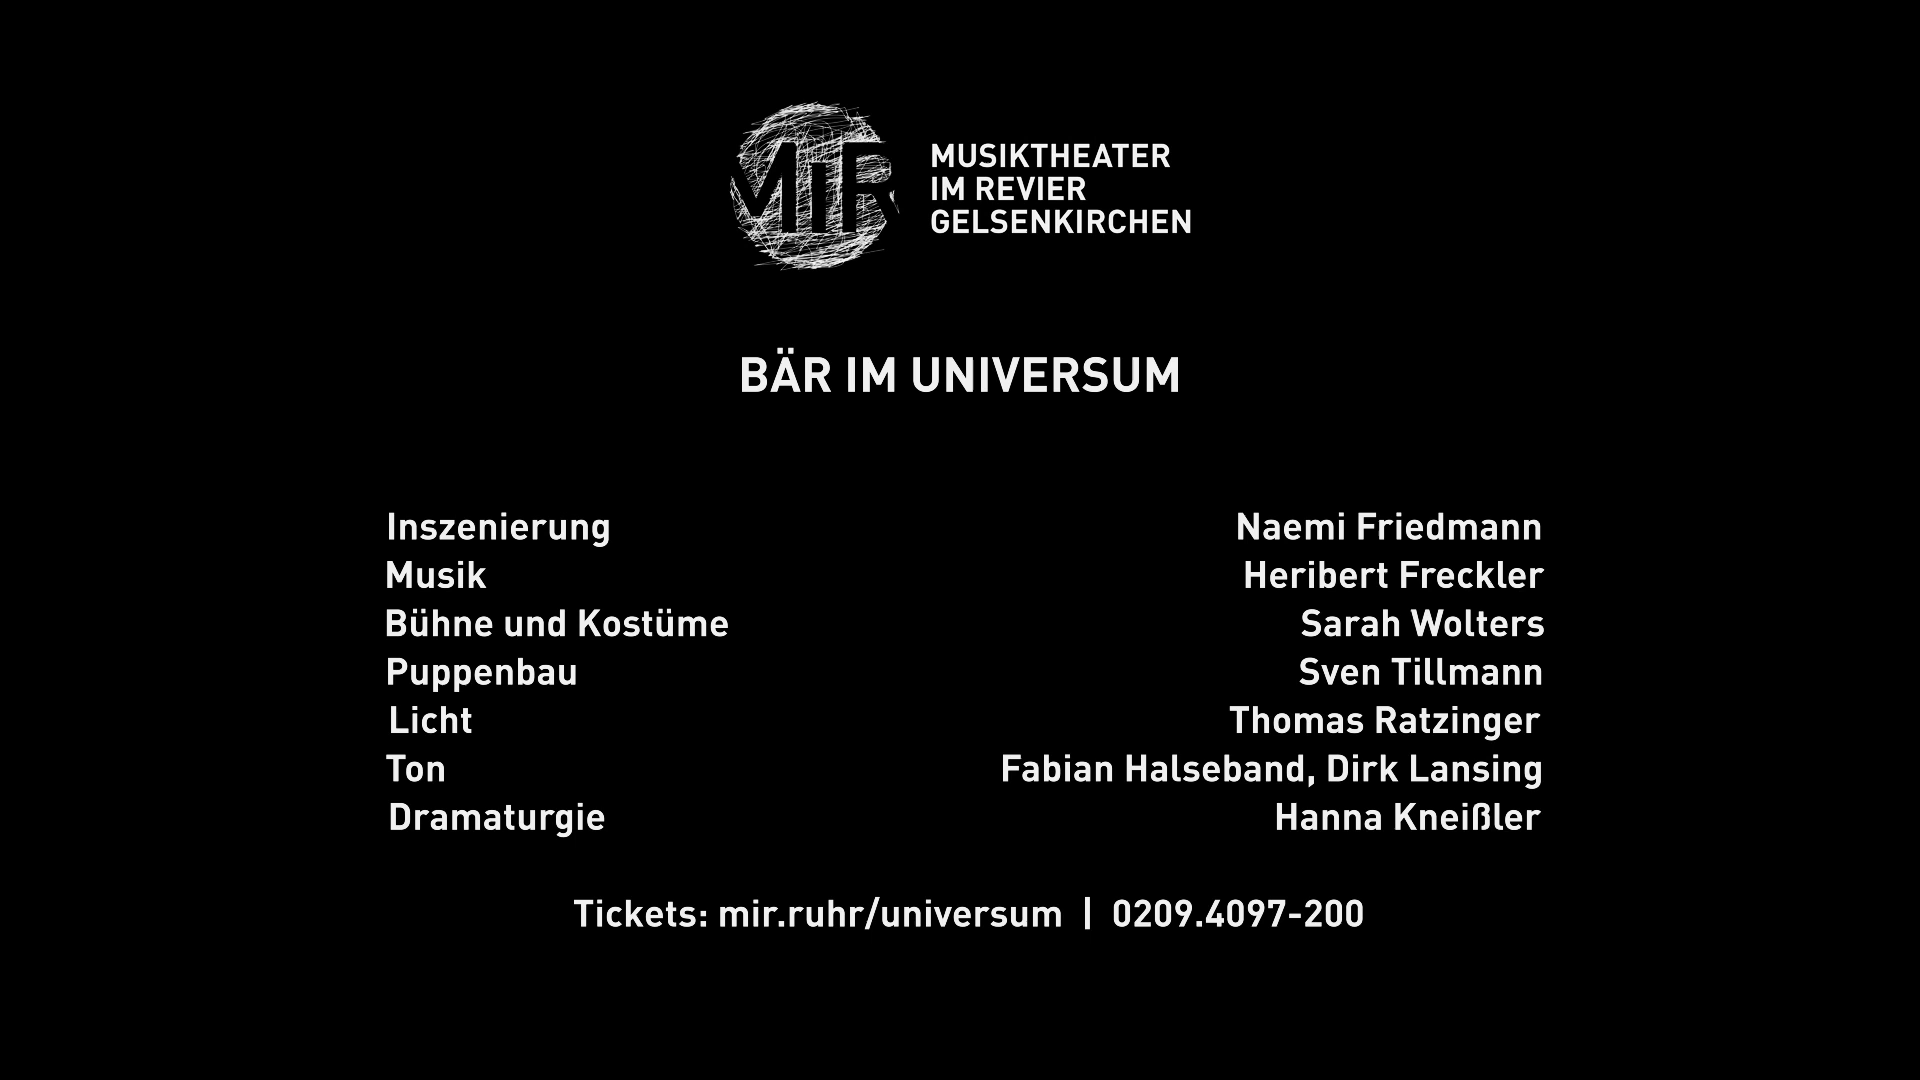 MiR
MUSIKTHEATER
IM REVIER
GELSENKIRCHEN
BÄR IM UNIVERSUM
Inszenierung Naemi Friedmann
Musik Heribert Freckler
Bühne und Kostüme Sarah Wolters
Puppenbau Sven Tillmann
Licht Thomas Ratzinger
Ton Fabian Halseband, Dirk Lansing
Dramaturgie Hanna Kneißler
Tickets: mir.ruhr/universum | 0209.4097-200